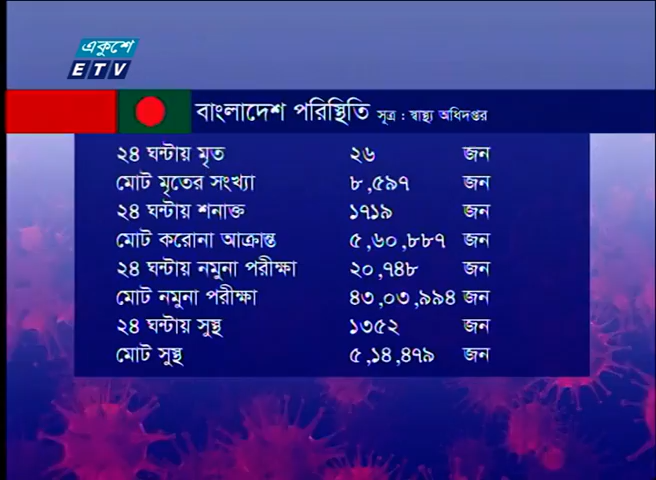 একুশে
ETV
বাংলাদেশ পরিস্থিতি সূত্র : স্বাস্থ্য অধিদপ্তর
২৪ ঘন্টায় মৃত ২৬ জন
মোট মৃতের সংখ্যা ৮,৫৯৭ জন
২৪ ঘন্টায় শনাক্ত ১৭১৯ জন
মোট করোনা আক্রান্ত ৫,৬০,৮৮৭ জন
২৪ ঘন্টায় নমুনা পরীক্ষা ২০,৭৪৮ জন
মোট নমুনা পরীক্ষা ৪৩,০৩,৯৯৪ জন
২৪ ঘন্টায় সুস্থ ১৩৫২ জন
মোট সুস্থ ৫,১৪,৪৭৯ জন